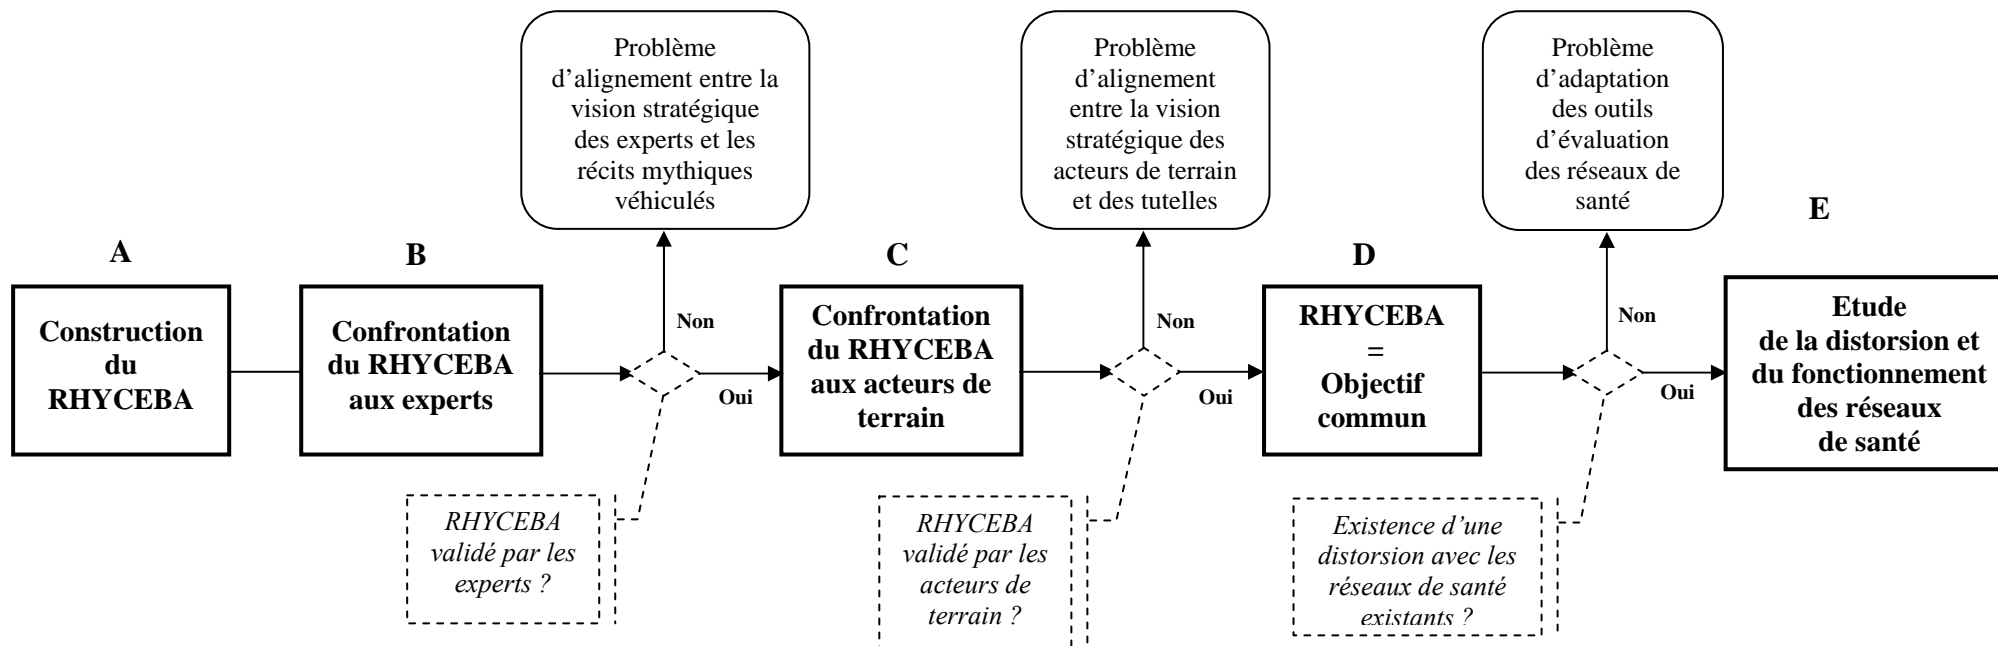 Problème
d’alignement entre la
vision stratégique
des experts et les
récits mythiques
véhiculés
Problème
d’alignement
entre la vision
stratégique des
acteurs de terrain
et des tutelles
Problème
d’adaptation
des outils
d’évaluation
des réseaux de
santé
A
B
C
D
E
Construction
du
RHYCEBA
Confrontation
du RHYCEBA
aux experts
Non
Oui
Confrontation
du RHYCEBA
aux acteurs de
terrain
Non
Oui
RHYCEBA
=
Objectif
commun
Non
Oui
Etude
de la distorsion et
du fonctionnement
des réseaux
de santé
RHYCEBA
validé par les
experts ?
RHYCEBA
validé par les
acteurs de
terrain ?
Existence d’une
distorsion avec les
réseaux de santé
existants ?